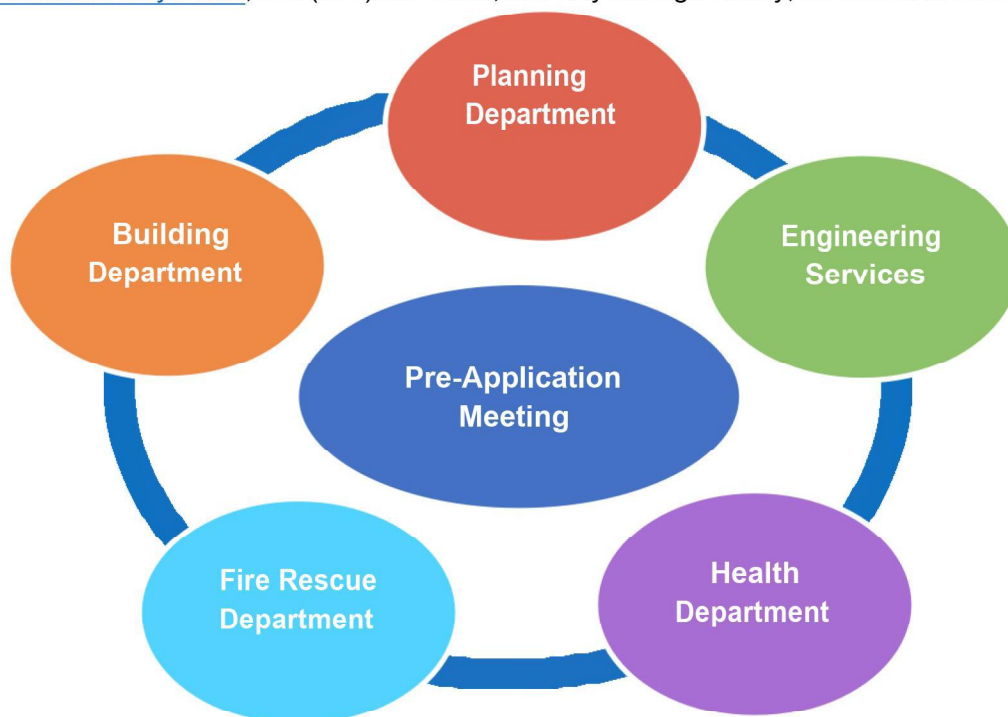 Planning
Department
Building
Department
Engineering
Services
Pre-Application
Meeting
Fire Rescue
Department
Health
Department